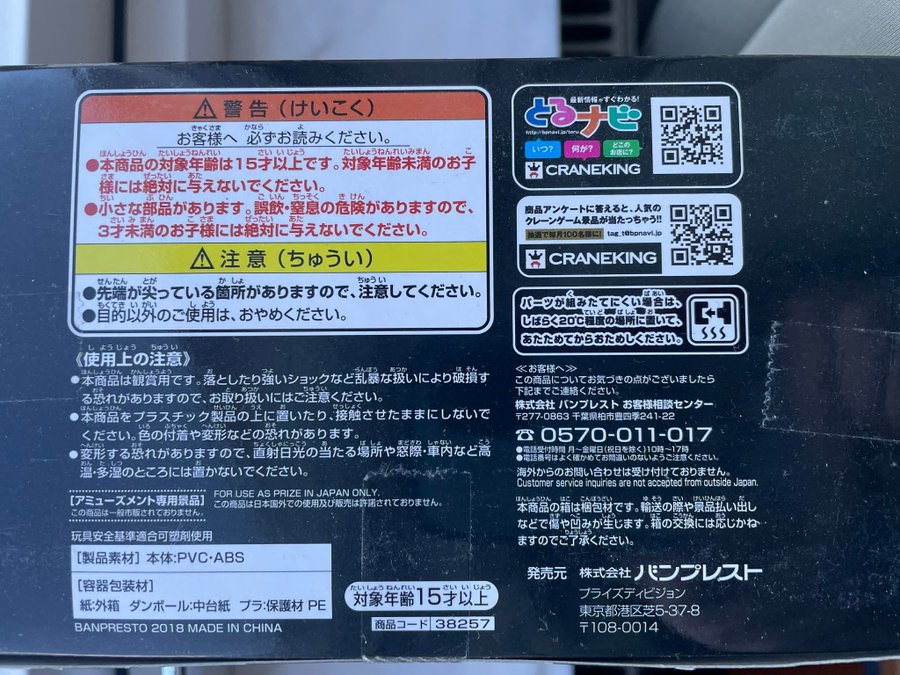 ⚠警告(けいこく)
お客様へ 必ずお読みください。
●本商品の対象年齢は15才以上です。対象年齢未満のお子
様には絶対に与えないでください。
●小さな部品があります。誤飲・窒息の危険がありますので、
3才未満のお子様には絶対に与えないでください。
⚠注意(ちゅうい)
●先端が尖っている箇所がありますので、注意してください。
●目的以外のご使用は、おやめください。
《使用上の注意》
●本商品は観賞用です。落としたり強いショックなど乱暴な扱いにより破損す
る恐れがありますので、お取り扱いにはご注意ください。
●本商品をプラスチック製品の上に置いたり、接触させたままにしないで
ください。色の付着や変形などの恐れがあります。
●変形する恐れがありますので、直射日光の当たる場所や窓際・車内など高
温・多湿のところには置かないでください。
【アミューズメント専用景品】
この商品は一般市販されておりません。
FOR USE AS PRIZE IN JAPAN ONLY.
この商品は日本国外での使用及び販売は許諾されておりません。
玩具安全基準適合可塑剤使用
【製品素材】本体:PVC・ABS
【容器包装材】
紙:外箱 ダンボール:中台紙 プラ:保護材 PE
BANPRESTO 2018 MADE IN CHINA
対象年齢15才以上
商品コード 38257
最新情報がすぐわかる!
とるナビ
http://bpnavi.jp/toru
いつ? 何が? どこのお店に?
CRANEKING
商品アンケートに答えると、人気の
クレーンゲーム景品が当たっちゃう!!
抽選で毎月100名様に! tag_t@bpnavi.jp
CRANEKING
パーツが組みたてにくい場合は、
しばらく20℃程度の場所に置いて、
あたためてからおためしください。
≪お客様へ≫
この商品についてお気づきの点がございましたら
下記までご連絡ください。
株式会社 バンプレスト お客様相談センター
〒277-0863 千葉県柏市豊四季241-22
☎0570-011-017
●電話受付時間 月～金曜日(祝日を除く)10時～17時
●電話番号はよく確かめてお間違いのないようご注意ください。
海外からのお問い合わせは受け付けておりません。
Customer service inquiries are not accepted from outside Japan.
本商品の箱は梱包材です。輸送の際や景品払い出し
などで傷や凹みが生じます。箱の交換には応じかね
ますのでご了承ください。
発売元 株式会社 バンプレスト
プライズディビジョン
東京都港区芝5-37-8
〒108-0014